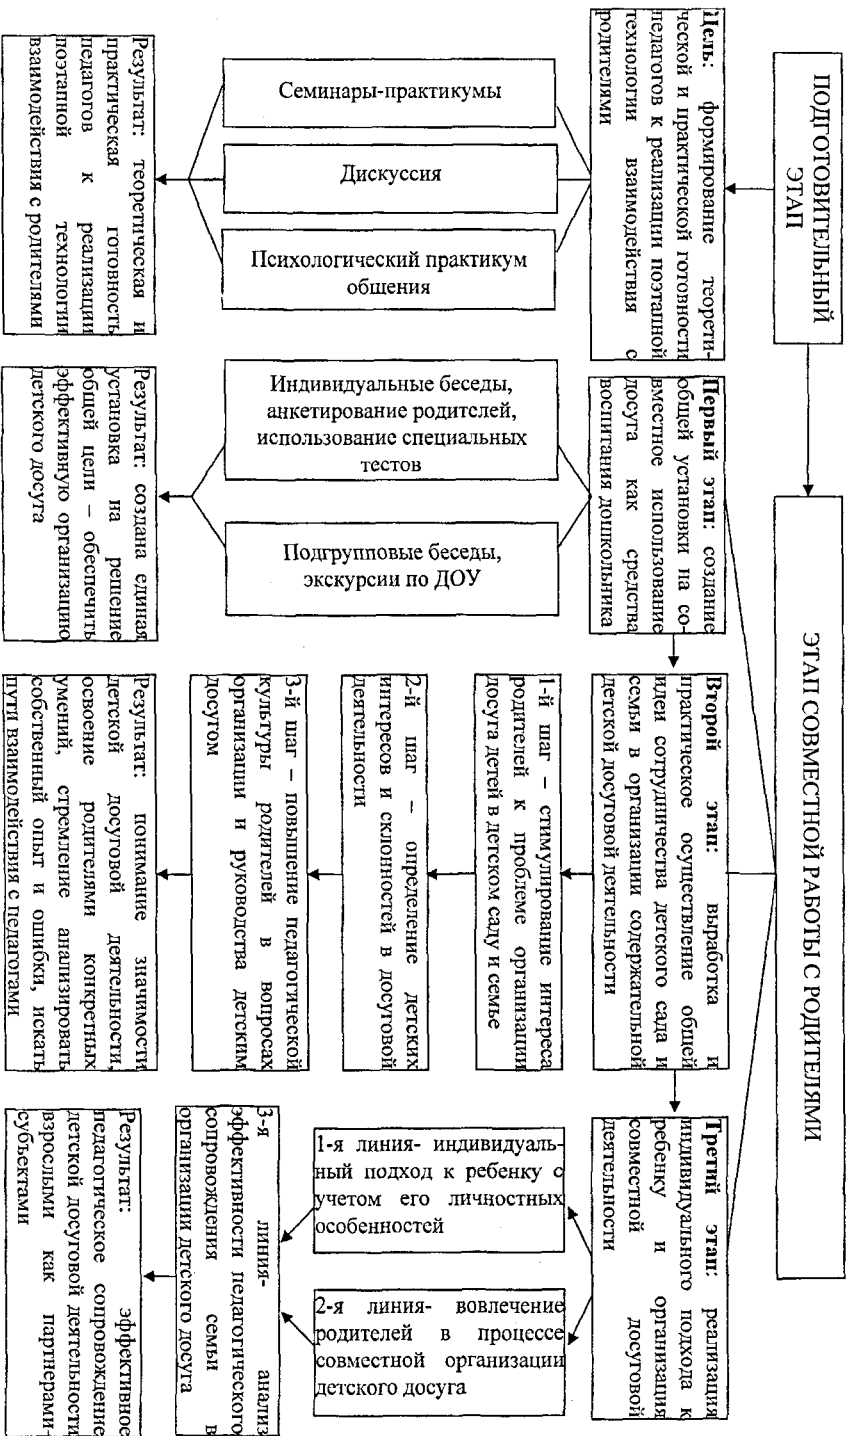 ПОДГОТОВИТЕЛЬНЫЙ
ЭТАП
ЭТАП СОВМЕСТНОЙ РАБОТЫ С РОДИТЕЛЯМИ
Цель: формирование теорети-
ческой и практической готовности
педагогов к реализации поэтапной
технологии взаимодействия с
родителями
Семинары-практикумы
Дискуссия
Психологический практикум
общения
Результат: теоретическая и
практическая готовность
педагогов к реализации
поэтапной технологии
взаимодействия с родителями
Первый этап: создание
общей установки на со-
вместное использование
досуга как средства
воспитания дошкольника
Индивидуальные беседы,
анкетирование родителей,
использование специальных
тестов
Подгрупповые беседы,
экскурсии по ДОУ
Результат: создана единая
установка на решение
общей цели – обеспечить
эффективную организацию
детского досуга
Второй этап: выработка и
практическое осуществление общей
идеи сотрудничества детского сада и
семьи в организации содержательной
детской досуговой деятельности
1-й шаг – стимулирование интереса
родителей к проблеме организации
досуга детей в детском саду и семье
2-й шаг – определение детских
интересов и склонностей в досуговой
деятельности
3-й шаг – повышение педагогической
культуры родителей в вопросах
организации и руководства детским
досугом
Результат: понимание значимости
детской досуговой деятельности,
освоение родителями конкретных
умений, стремление анализировать
собственный опыт и ошибки, искать
пути взаимодействия с педагогами
Третий этап: реализация
индивидуального подхода к
ребенку и организация
совместной досуговой
деятельности
1-я линия- индивидуаль-
ный подход к ребенку с
учетом его личностных
особенностей
2-я линия- вовлечение
родителей в процессе
совместной организации
детского досуга
3-я линия- анализ
эффективности педагогического
сопровождения семьи в
организации детского досуга
Результат: эффективное
педагогическое сопровождение
детской досуговой деятельности
взрослыми как партнерами-
субъектами